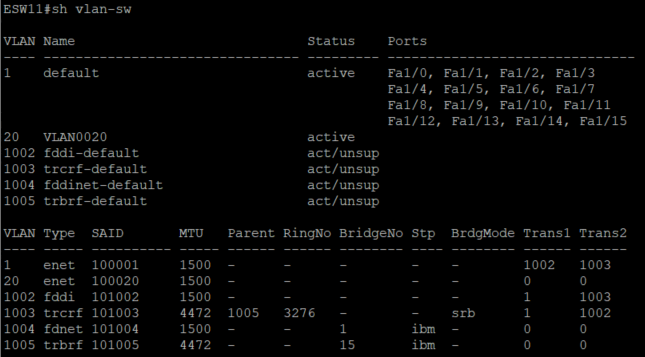 ESW11#sh vlan-sw
VLAN Name                             Status    Ports
---- -------------------------------- --------- -------------------------------
1    default                          active    Fa1/0, Fa1/1, Fa1/2, Fa1/3
                                                Fa1/4, Fa1/5, Fa1/6, Fa1/7
                                                Fa1/8, Fa1/9, Fa1/10, Fa1/11
                                                Fa1/12, Fa1/13, Fa1/14, Fa1/15
20   VLAN0020                         active
1002 fddi-default                     act/unsup
1003 trcrf-default                    act/unsup
1004 fddinet-default                  act/unsup
1005 trbrf-default                    act/unsup
VLAN Type  SAID       MTU   Parent RingNo BridgeNo Stp  BrdgMode Trans1 Trans2
---- ----- ---------- ----- ------ ------ -------- ---- -------- ------ ------
1    enet  100001     1500  -      -      -        -    -        1002   1003
20   enet  100020     1500  -      -      -        -    -        0      0
1002 fddi  101002     1500  -      -      -        -    -        1      1003
1003 trcrf 101003     4472  1005   3276   -        -    srb      1      1002
1004 fdnet 101004     1500  -      -      1        ibm  -        0      0
1005 trbrf 101005     4472  -      -      15       ibm  -        0      0